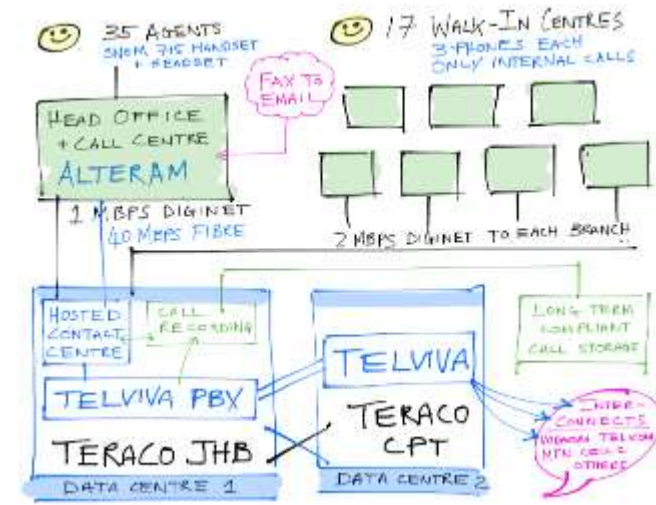 35 AGENTS
SNOM 715 HANDSET
+ HEADSET
17 WALK-IN CENTRES
3 PHONES EACH
ONLY INTERNAL CALLS
FAX TO
EMAIL
HEAD OFFICE
+ CALL CENTRE
ALTERAM
1 MBPS DIGINET
40 MBPS FIBRE
2 MBPS DIGINET TO EACH BRANCH
HOSTED
CONTACT
CENTRE
CALL
RECORDING
LONG TERM
COMPLIANT
CALL STORAGE
TELVIVA PBX
TELVIVA
TERACO JHB
TERACO
CPT
INTER-
CONNECTS
TELKOM
MTN CELL C
OTHERS
DATA CENTRE 1
DATA CENTRE 2